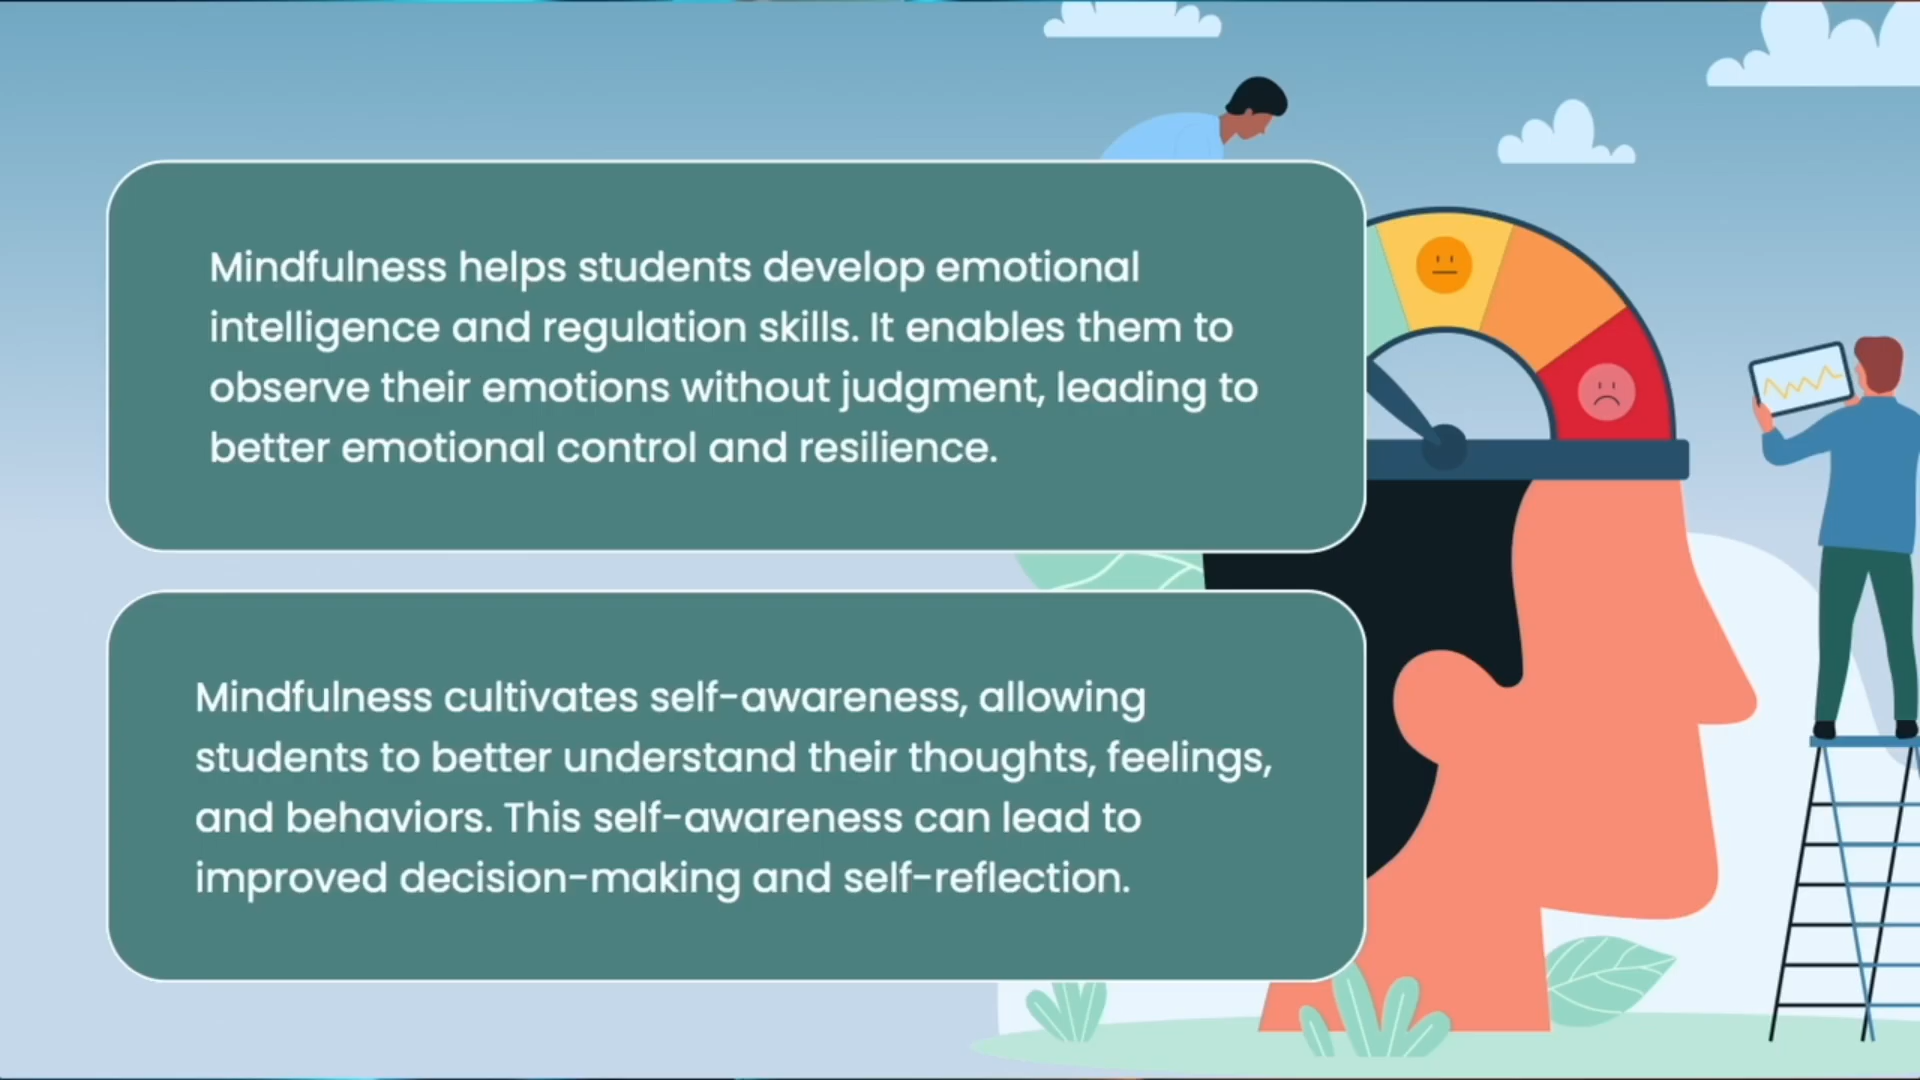 Mindfulness helps students develop emotional
intelligence and regulation skills. It enables them to
observe their emotions without judgment, leading to
better emotional control and resilience.
Mindfulness cultivates self-awareness, allowing
students to better understand their thoughts, feelings,
and behaviors. This self-awareness can lead to
improved decision-making and self-reflection.